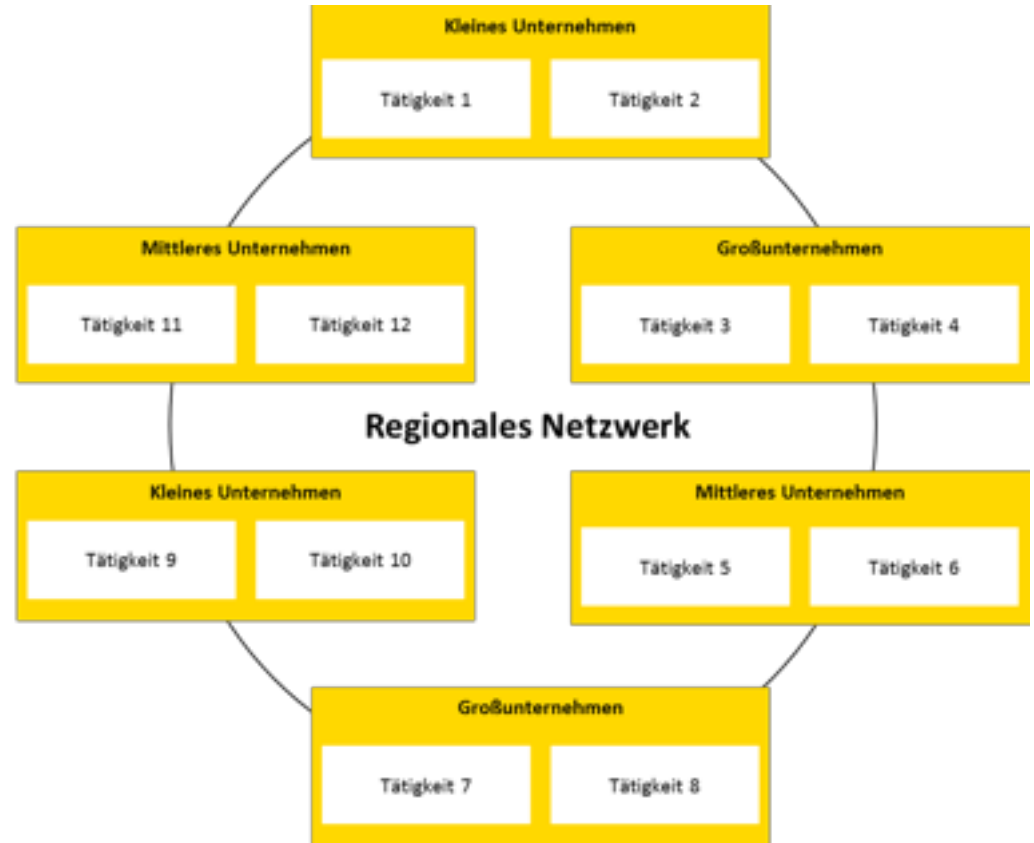 Kleines Unternehmen
Tätigkeit 1
Tätigkeit 2
Mittleres Unternehmen
Tätigkeit 11
Tätigkeit 12
Großunternehmen
Tätigkeit 3
Tätigkeit 4
Regionales Netzwerk
Kleines Unternehmen
Tätigkeit 9
Tätigkeit 10
Mittleres Unternehmen
Tätigkeit 5
Tätigkeit 6
Großunternehmen
Tätigkeit 7
Tätigkeit 8